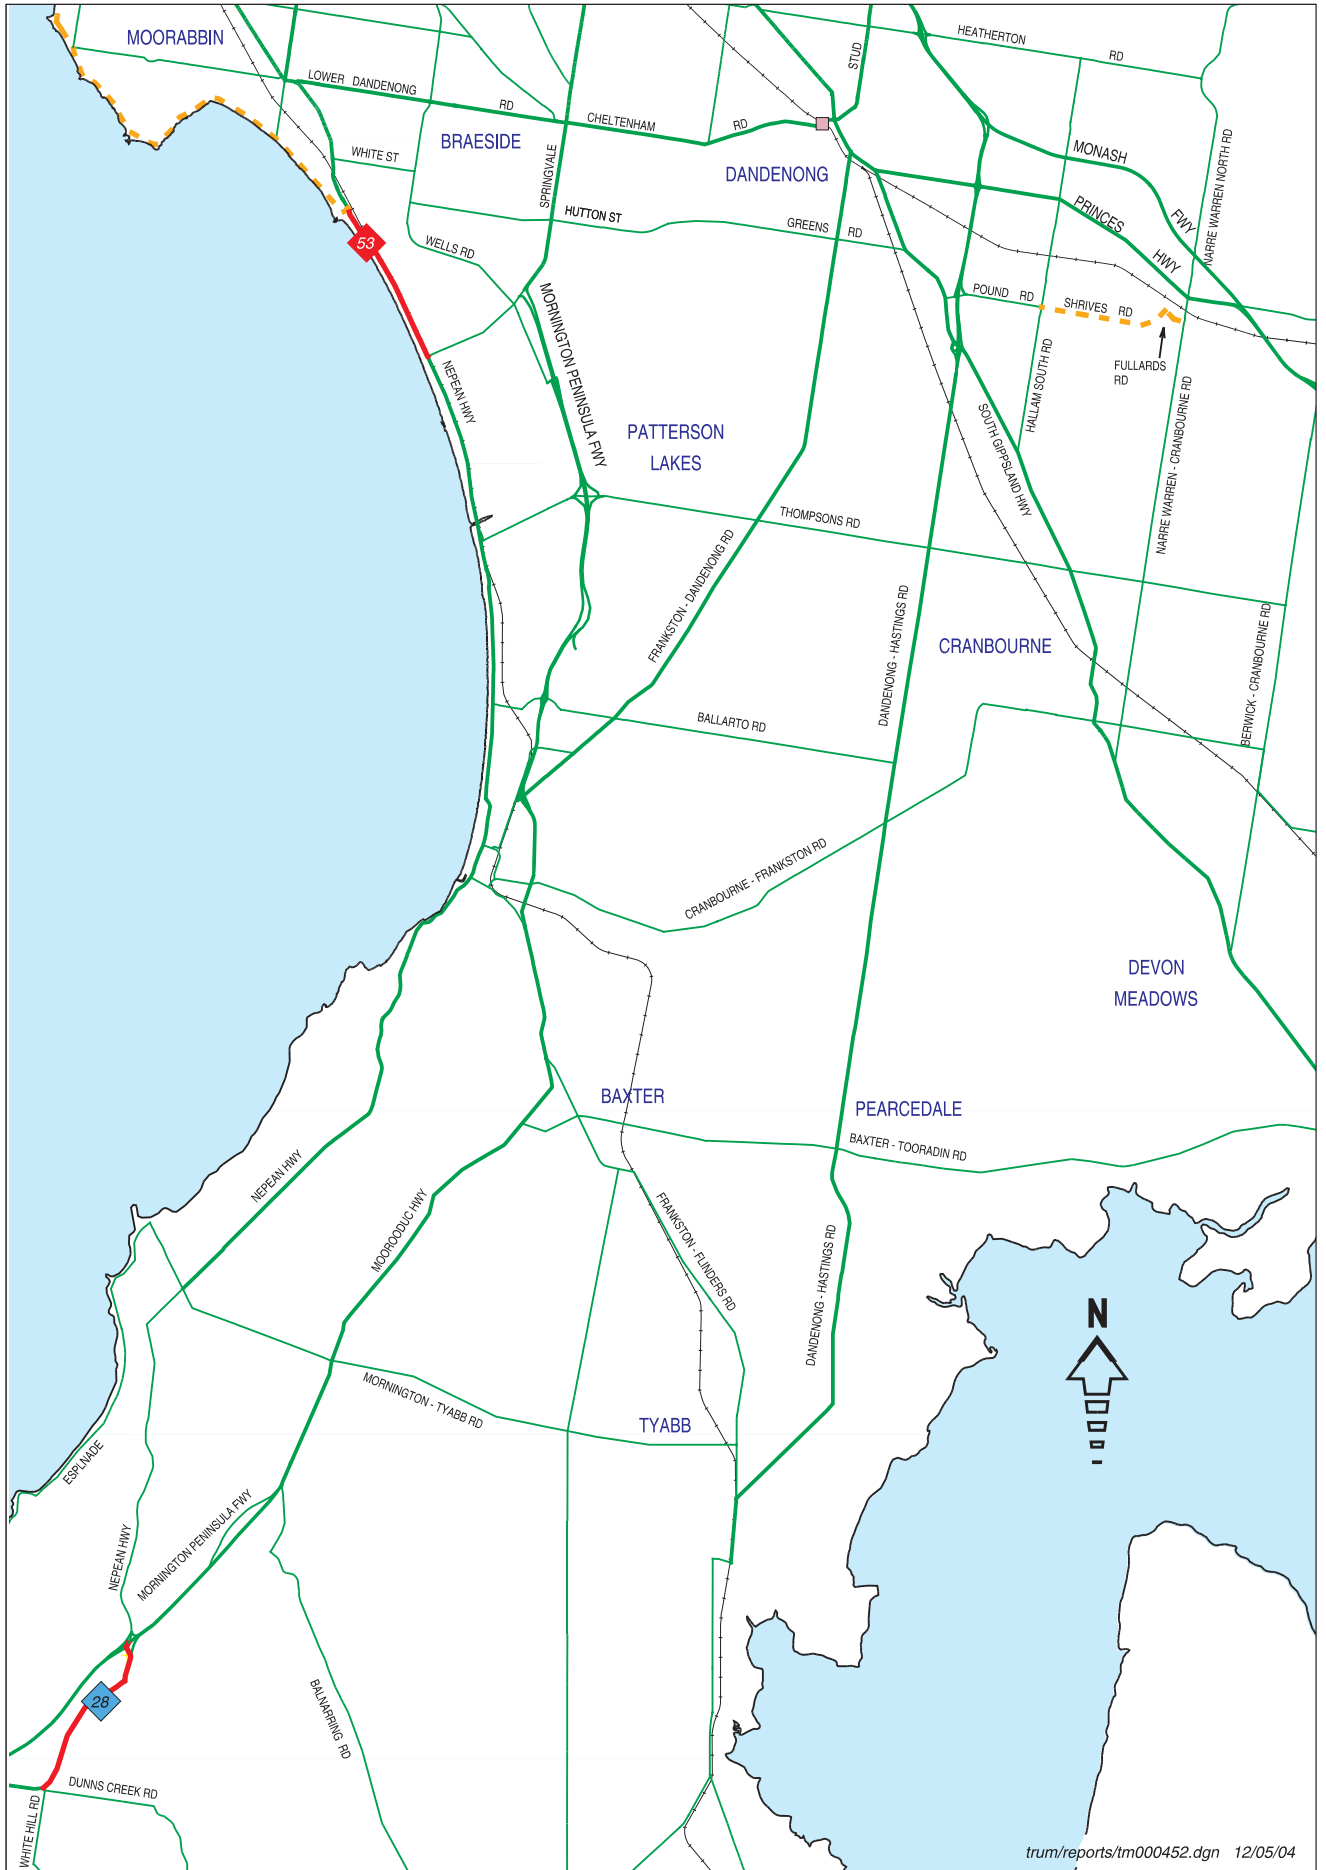 MOORABBIN
HEATHERTON
RD
STUD
LOWER DANDENONG
RD
CHELTENHAM
RD
BRAESIDE
WHITE ST
SPRINGVALE
DANDENONG
MONASH
FWY
NARRE WARREN NORTH RD
PRINCES
HWY
HUTTON ST
GREENS RD
53
WELLS RD
POUND RD
SHRIVES RD
FULLARDS
RD
MORNINGTON PENINSULA FWY
NEPEAN HWY
HALLAM SOUTH RD
NARRE WARREN - CRANBOURNE RD
SOUTH GIPPSLAND HWY
PATTERSON
LAKES
THOMPSONS RD
FRANKSTON - DANDENONG RD
DANDENONG - HASTINGS RD
CRANBOURNE
BERWICK - CRANBOURNE RD
BALLARTO RD
CRANBOURNE - FRANKSTON RD
DEVON
MEADOWS
BAXTER
PEARCEDALE
BAXTER - TOORADIN RD
NEPEAN HWY
MOOROODUC HWY
FRANKSTON - FLINDERS RD
DANDENONG - HASTINGS RD
N
MORNINGTON - TYABB RD
TYABB
ESPLNADE
MORNINGTON PENINSULA FWY
NEPEAN HWY
28
BALNARRING RD
DUNNS CREEK RD
WHITE HILL RD
trum/reports/tm000452.dgn 12/05/04